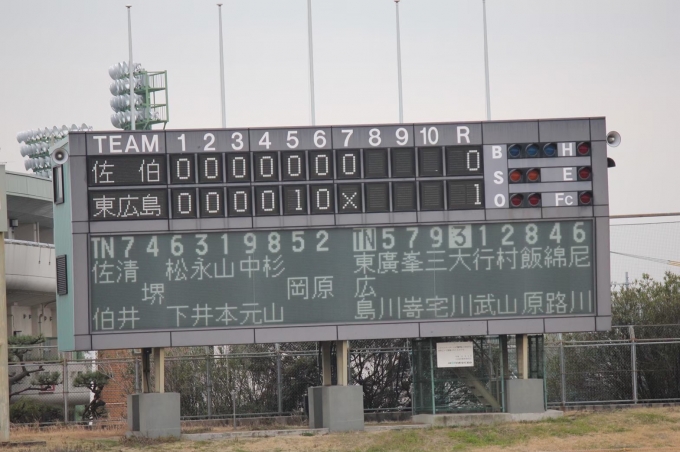 TEAM 1 2 3 4 5 6 7 8 9 10 R
佐伯 0 0 0 0 0 0 0 0
東広島 0 0 0 0 1 0 × 1
B H
S E
O Fc
TN 7 4 6 3 1 9 8 5 2
佐伯 清井 堺 松下 永井 山本 中元 杉山 岡原
TN 5 7 9 3 1 2 8 4 6
東広島 廣川 峯嵜 三宅 大川 行武 村山 飯原 綿路 尼川